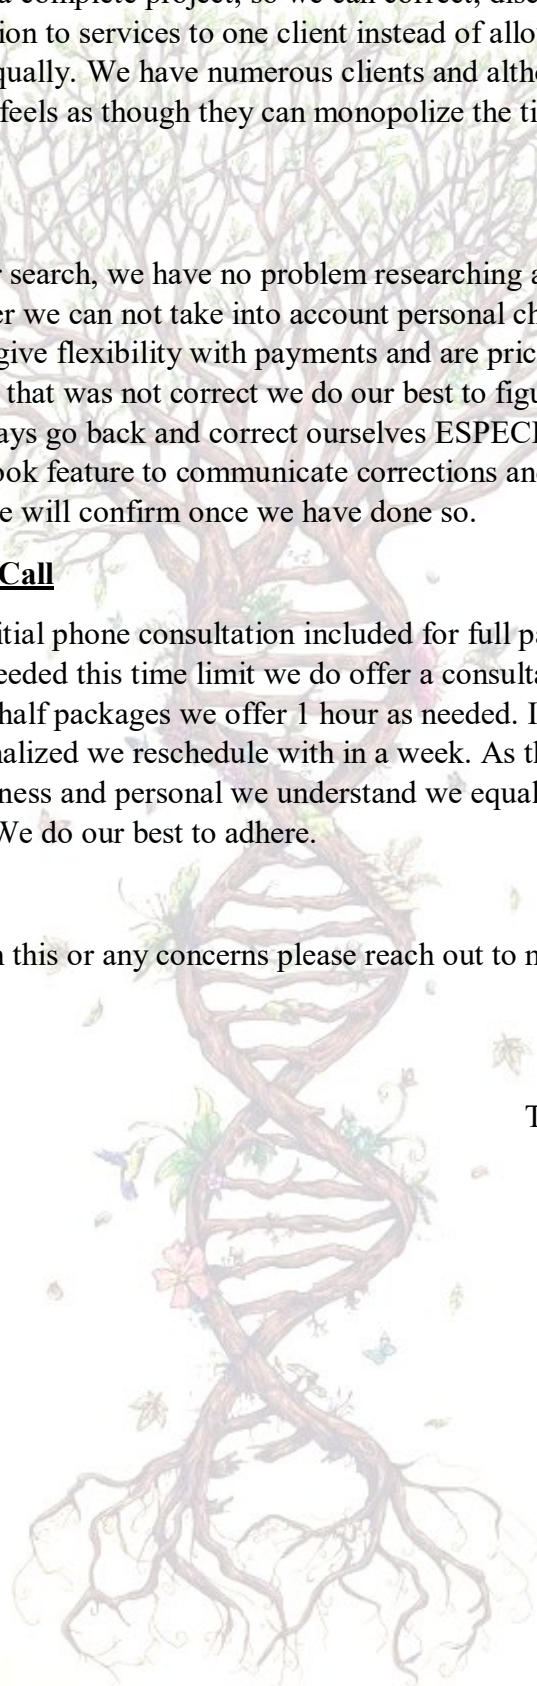 a complete project, so we can correct, disc
ion to services to one client instead of allo
qually. We have numerous clients and alth
feels as though they can monopolize the ti
r search, we have no problem researching a
er we can not take into account personal ch
give flexibility with payments and are pric
that was not correct we do our best to figu
ays go back and correct ourselves ESPECI
ook feature to communicate corrections and
e will confirm once we have done so.
Call
itial phone consultation included for full pa
eeded this time limit we do offer a consulta
half packages we offer 1 hour as needed. I
nalized we reschedule with in a week. As th
ness and personal we understand we equal
We do our best to adhere.
n this or any concerns please reach out to m
T